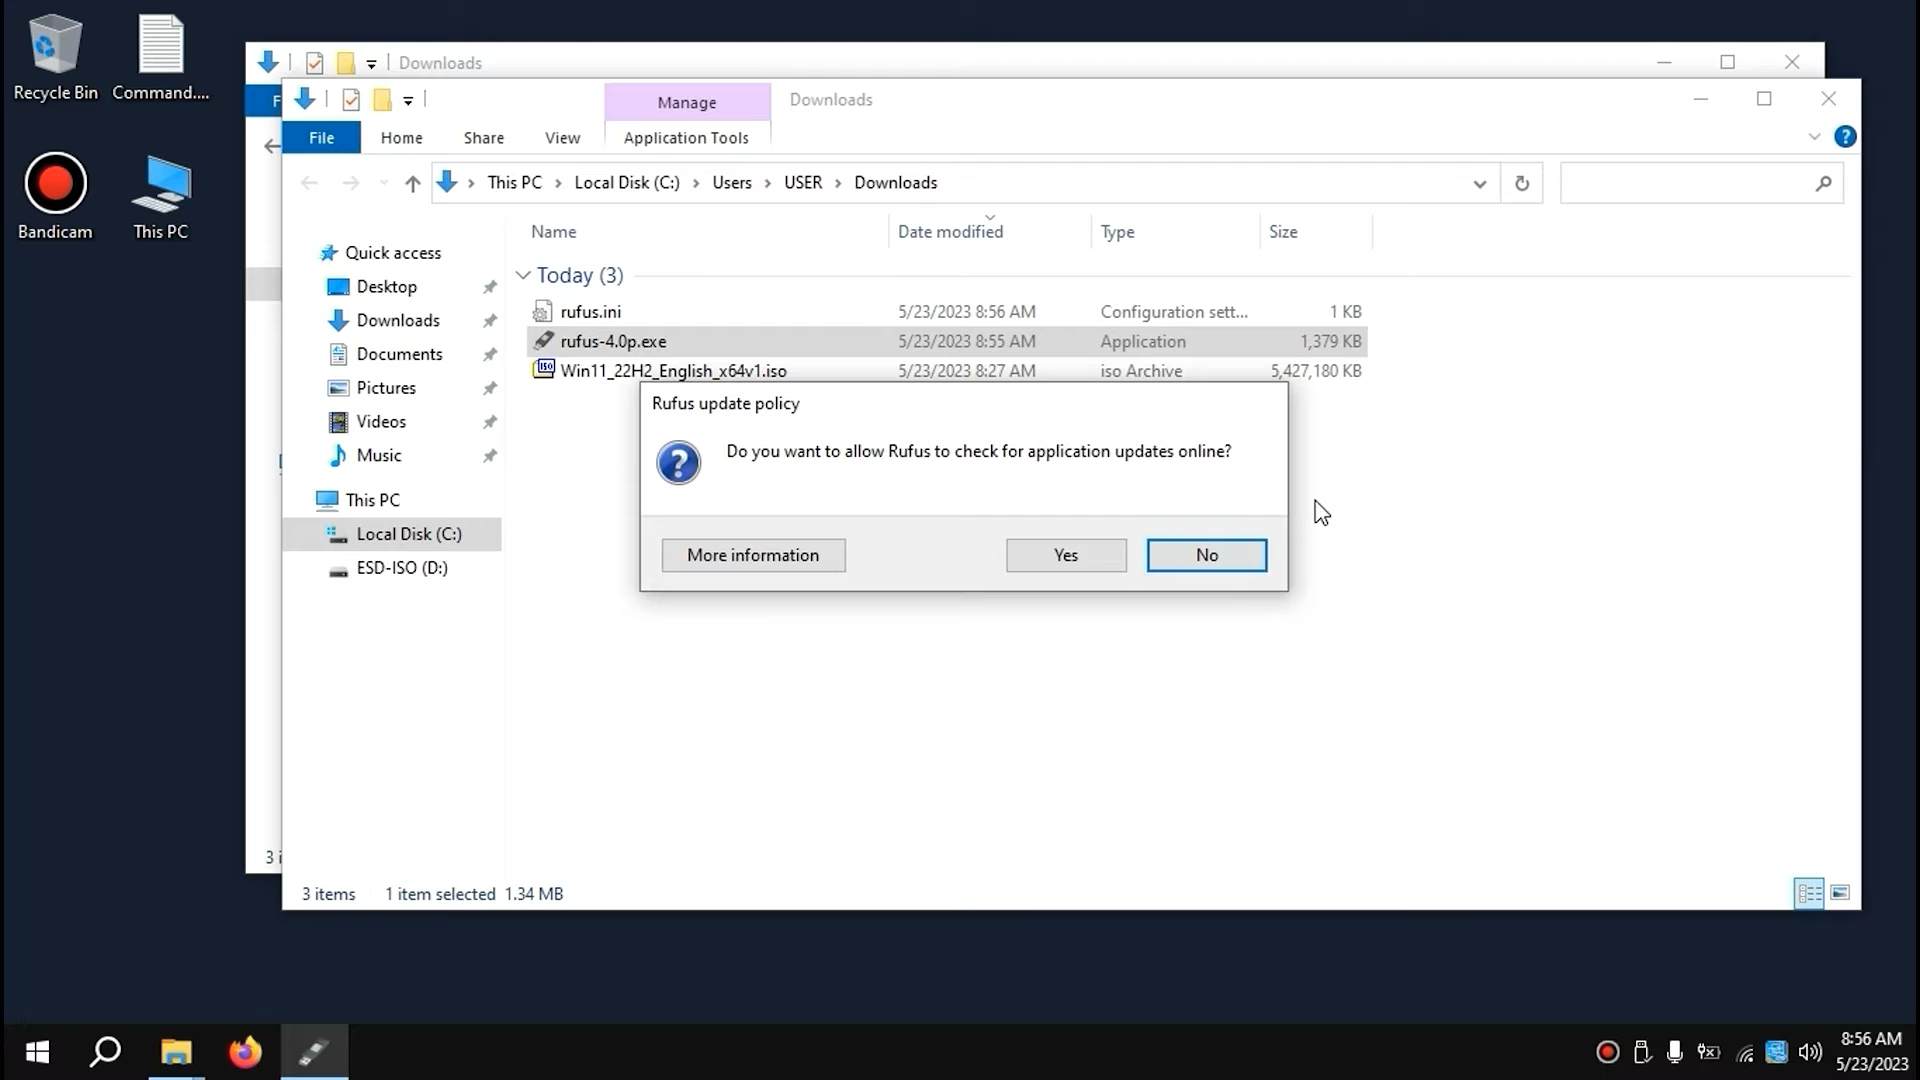 Recycle Bin
Command....
Bandicam
This PC
Downloads
F
Manage
Downloads
File
Home
Share
View
Application Tools
This PC
Local Disk (C:)
Users
USER
Downloads
Name
Date modified
Type
Size
Quick access
Desktop
Downloads
Documents
Pictures
Videos
Music
This PC
Local Disk (C:)
ESD-ISO (D:)
Today (3)
rufus.ini 5/23/2023 8:56 AM Configuration sett... 1 KB
rufus-4.0p.exe 5/23/2023 8:55 AM Application 1,379 KB
Win11_22H2_English_x64v1.iso 5/23/2023 8:27 AM iso Archive 5,427,180 KB
Rufus update policy
Do you want to allow Rufus to check for application updates online?
More information
Yes
No
3 i
3 items 1 item selected 1.34 MB
8:56 AM
5/23/2023